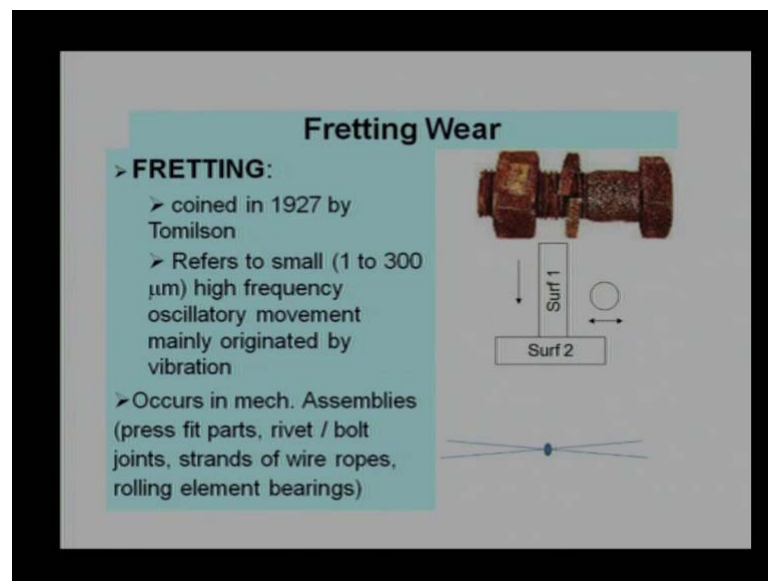 Fretting Wear
➢ FRETTING:
➢ coined in 1927 by
Tomilson
➢ Refers to small (1 to 300
μm) high frequency
oscillatory movement
mainly originated by
vibration
➢Occurs in mech. Assemblies
(press fit parts, rivet / bolt
joints, strands of wire ropes,
rolling element bearings)
Surf 1
Surf 2